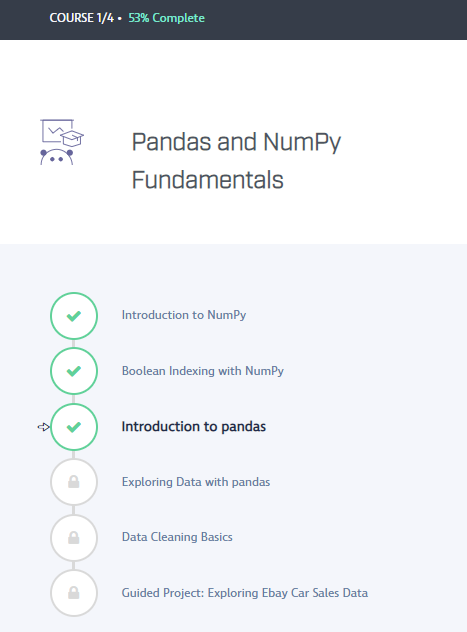 COURSE 1/4 • 53% Complete
Pandas and NumPy
Fundamentals
Introduction to NumPy
Boolean Indexing with NumPy
Introduction to pandas
Exploring Data with pandas
Data Cleaning Basics
Guided Project: Exploring Ebay Car Sales Data